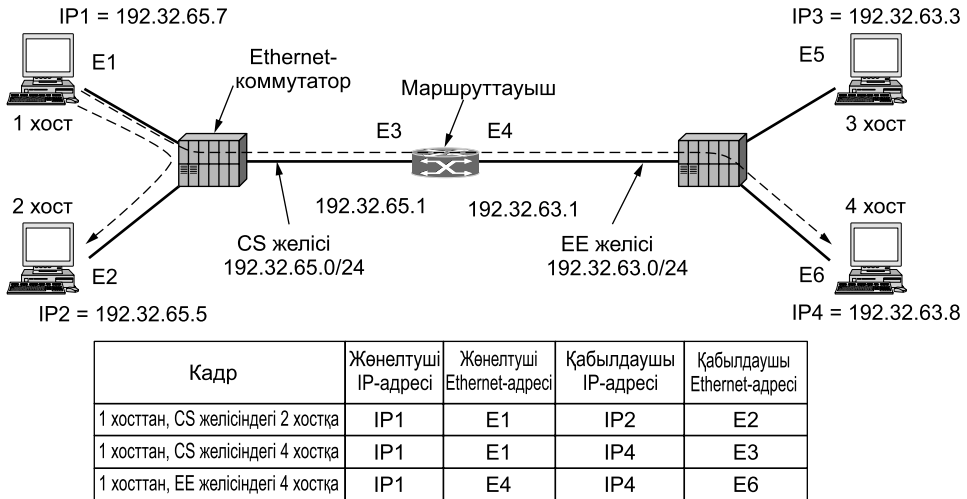 IP1 = 192.32.65.7
IP3 = 192.32.63.3
E1
Ethernet-
коммутатор
E5
Маршруттауыш
1 хост
E3
E4
3 хост
2 хост
4 хост
192.32.65.1
192.32.63.1
CS желісі
192.32.65.0/24
EE желісі
192.32.63.0/24
E2
E6
IP2 = 192.32.65.5
IP4 = 192.32.63.8
Кадр
Жөнелтуші
IP-адресі
Жөнелтуші
Ethernet-адресі
Қабылдаушы
IP-адресі
Қабылдаушы
Ethernet-адресі
1 хосттан, CS желісіндегі 2 хостқа IP1 E1 IP2 E2
1 хосттан, CS желісіндегі 4 хостқа IP1 E1 IP4 E3
1 хосттан, EE желісіндегі 4 хостқа IP1 E4 IP4 E6